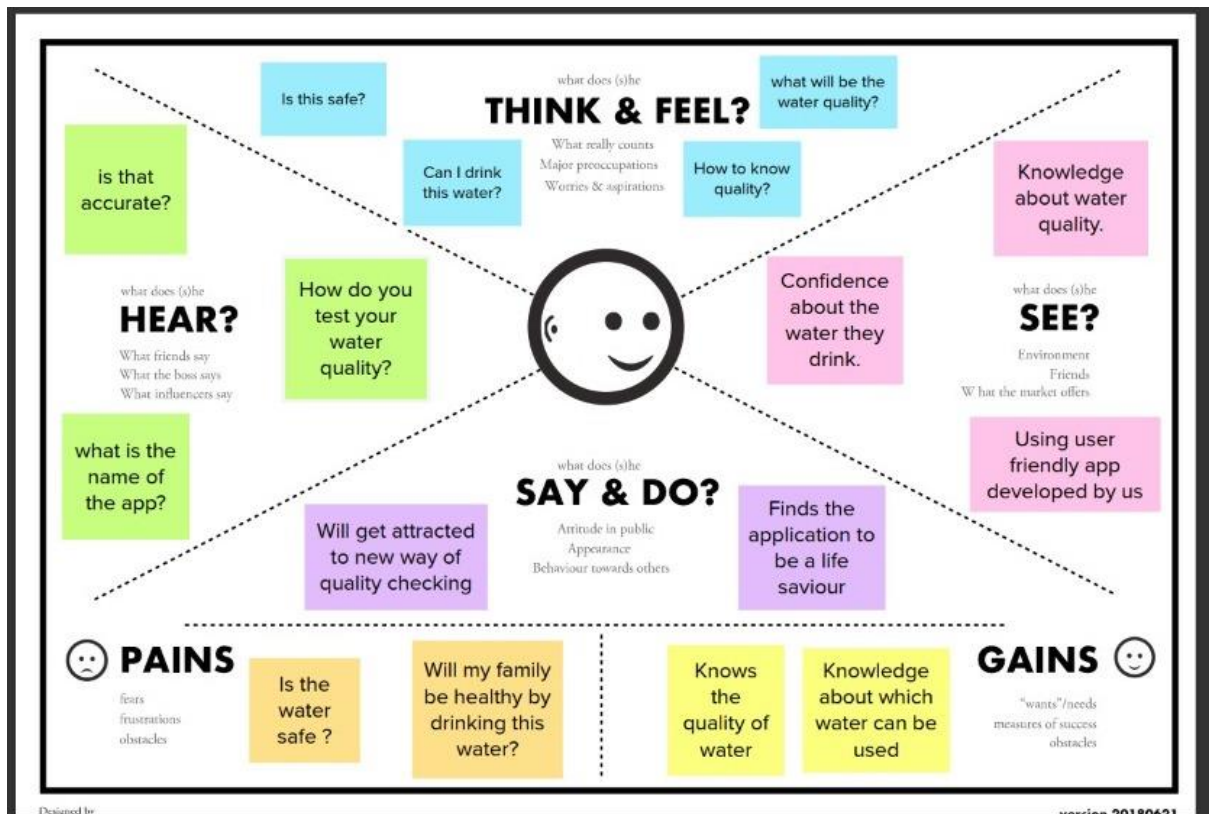 what does (s)he
THINK & FEEL?
What really counts
Major preoccupations
Worries & aspirations
Is this safe?
Can I drink
this water?
what will be the
water quality?
How to know
quality?
is that
accurate?
what does (s)he
HEAR?
What friends say
What the boss says
What influencers say
How do you
test your
water
quality?
what is the
name of
the app?
Knowledge
about water
quality.
Confidence
about the
water they
drink.
what does (s)he
SEE?
Environment
Friends
What the market offers
Using user
friendly app
developed by us
what does (s)he
SAY & DO?
Attitude in public
Appearance
Behaviour towards others
Will get attracted
to new way of
quality checking
Finds the
application to
be a life
saviour
PAINS
fears
frustrations
obstacles
Is the
water
safe ?
Will my family
be healthy by
drinking this
water?
Knows
the
quality of
water
Knowledge
about which
water can be
used
GAINS
"wants"/needs
measures of success
obstacles
Designed by
version 20180621